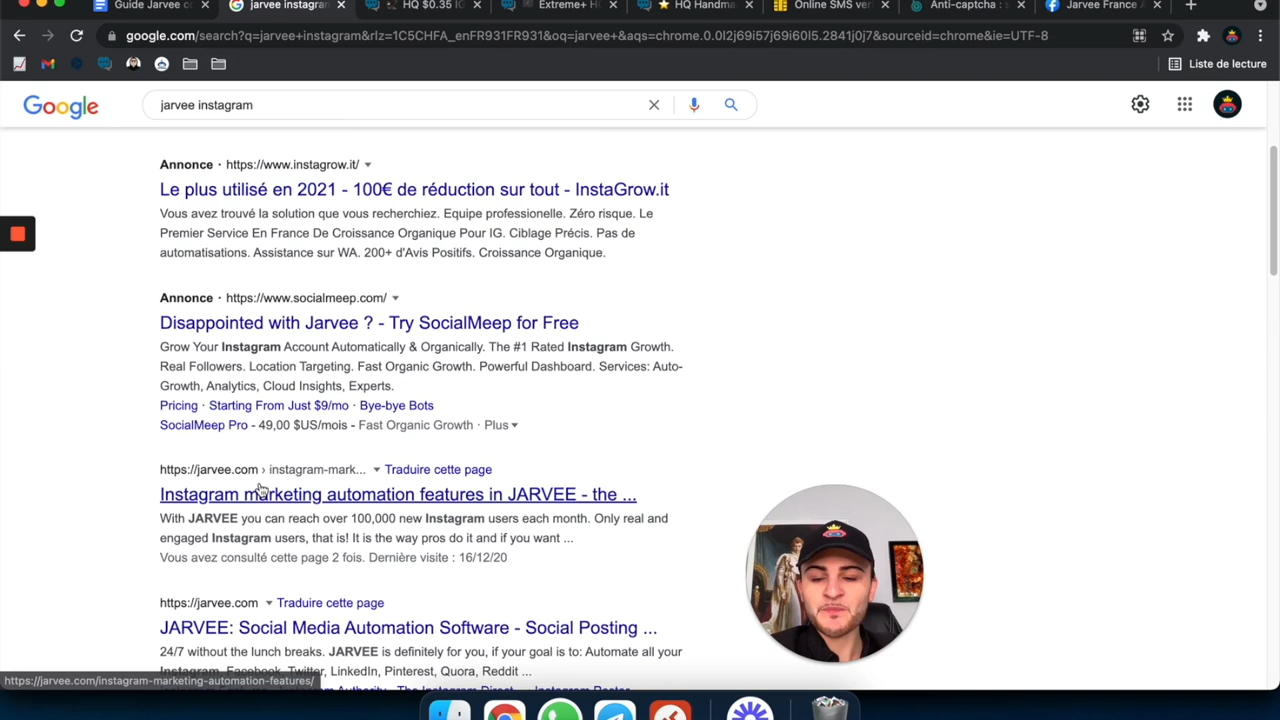 Guide Jarvee co
jarvee instagram
HQ $0.35 IG
Extreme+ HQ
HQ Handma
Online SMS veri
Anti-captcha : s
Jarvee France A
google.com/search?q=jarvee+instagram&rlz=1C5CHFA_enFR931FR931&oq=jarvee+&aqs=chrome.0.0l2j69i57j69i60l5.2841j0j7&sourceid=chrome&ie=UTF-8
Liste de lecture
Google
jarvee instagram
Annonce · https://www.instagrow.it/
Le plus utilisé en 2021 - 100€ de réduction sur tout - InstaGrow.it
Vous avez trouvé la solution que vous recherchiez. Equipe professionelle. Zéro risque. Le
Premier Service En France De Croissance Organique Pour IG. Ciblage Précis. Pas de
automatisations. Assistance sur WA. 200+ d'Avis Positifs. Croissance Organique.
Annonce · https://www.socialmeep.com/
Disappointed with Jarvee ? - Try SocialMeep for Free
Grow Your Instagram Account Automatically & Organically. The #1 Rated Instagram Growth.
Real Followers. Location Targeting. Fast Organic Growth. Powerful Dashboard. Services: Auto-
Growth, Analytics, Cloud Insights, Experts.
Pricing · Starting From Just $9/mo · Bye-bye Bots
SocialMeep Pro - 49,00 $US/mois - Fast Organic Growth · Plus
https://jarvee.com › instagram-mark... Traduire cette page
Instagram marketing automation features in JARVEE - the ...
With JARVEE you can reach over 100,000 new Instagram users each month. Only real and
engaged Instagram users, that is! It is the way pros do it and if you want ...
Vous avez consulté cette page 2 fois. Dernière visite : 16/12/20
https://jarvee.com Traduire cette page
JARVEE: Social Media Automation Software - Social Posting ...
24/7 without the lunch breaks. JARVEE is definitely for you, if your goal is to: Automate all your
Instagram, Facebook, Twitter, LinkedIn, Pinterest, Quora, Reddit ...
https://jarvee.com/instagram-marketing-automation-features/